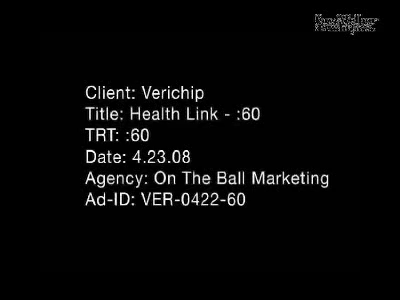 Client: Verichip
Title: Health Link - :60
TRT: :60
Date: 4.23.08
Agency: On The Ball Marketing
Ad-ID: VER-0422-60